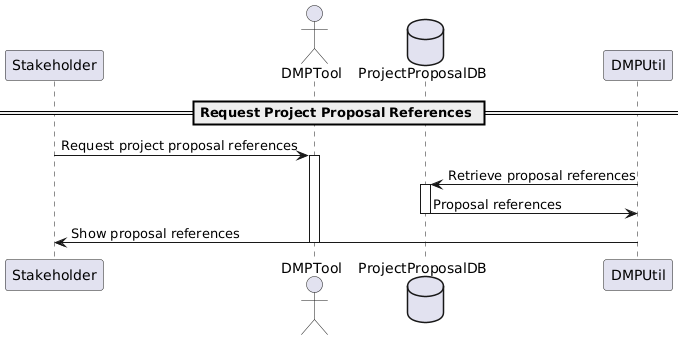 Stakeholder
DMPTool
ProjectProposalDB
DMPUtil
Request Project Proposal References
Request project proposal references
Retrieve proposal references
Proposal references
Show proposal references
Stakeholder
DMPTool
ProjectProposalDB
DMPUtil